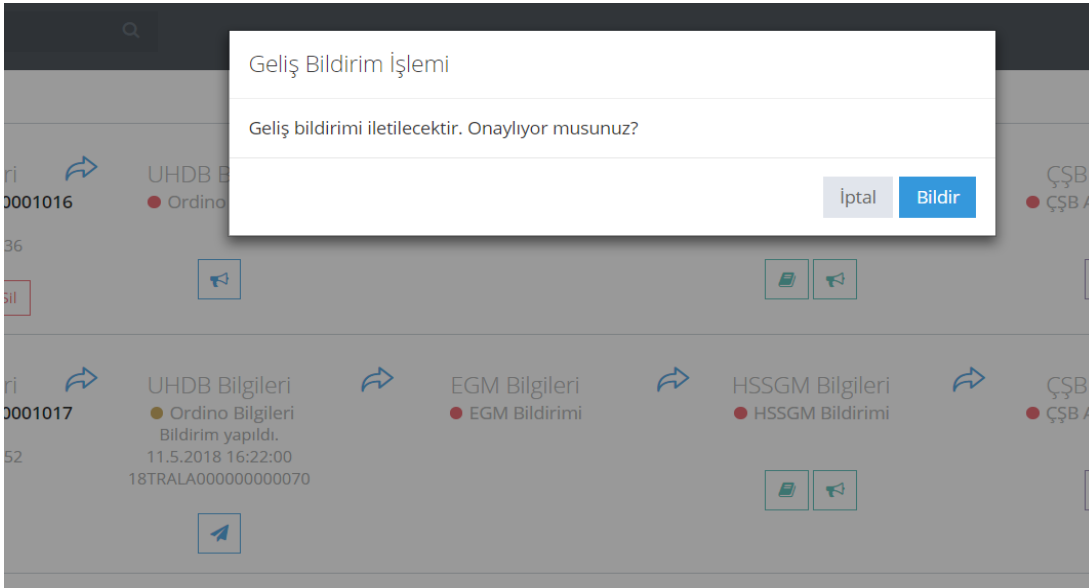 Geliş Bildirim İşlemi
Geliş bildirimi iletilecektir. Onaylıyor musunuz?
İptal Bildir
ri UHDB B ÇŞB
0001016 Ordino ÇŞB A
36
Sil
ri UHDB Bilgileri EGM Bilgileri HSSGM Bilgileri ÇŞB
0001017 Ordino Bilgileri EGM Bildirimi HSSGM Bildirimi ÇŞB A
Bildirim yapıldı.
52 11.5.2018 16:22:00
18TRALA000000000070